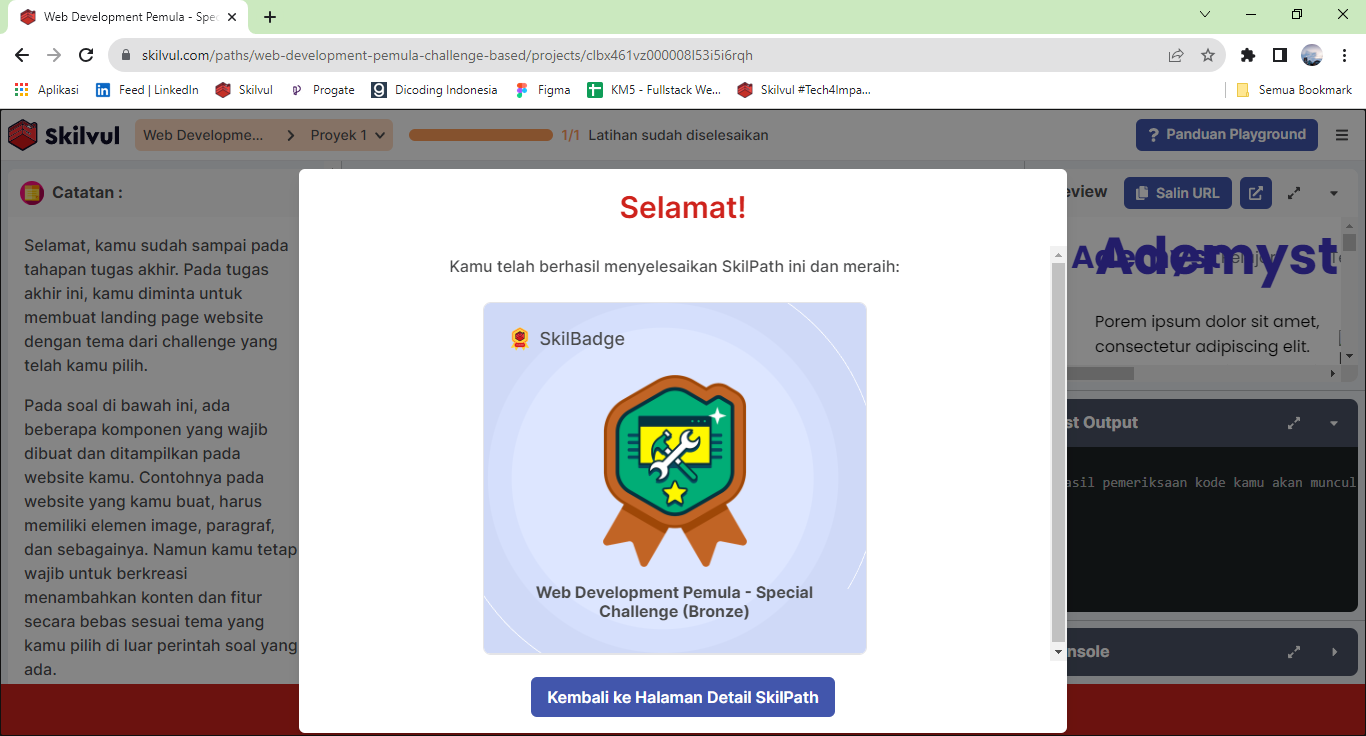 Web Development Pemula - Spec
skilvul.com/paths/web-development-pemula-challenge-based/projects/clbx461vz000008l53i5i6rqh
Aplikasi
Feed | LinkedIn
Skilvul
Progate
Dicoding Indonesia
Figma
KM5 - Fullstack We...
Skilvul #Tech4Impa...
Semua Bookmark
Skilvul
Web Developme...
Proyek 1
1/1 Latihan sudah diselesaikan
? Panduan Playground
Catatan :
Selamat, kamu sudah sampai pada
tahapan tugas akhir. Pada tugas
akhir ini, kamu diminta untuk
membuat landing page website
dengan tema dari challenge yang
telah kamu pilih.
Pada soal di bawah ini, ada
beberapa komponen yang wajib
dibuat dan ditampilkan pada
website kamu. Contohnya pada
website yang kamu buat, harus
memiliki elemen image, paragraf,
dan sebagainya. Namun kamu tetap
wajib untuk berkreasi
menambahkan konten dan fitur
secara bebas sesuai tema yang
kamu pilih di luar perintah soal yang
ada.
Selamat!
Kamu telah berhasil menyelesaikan SkilPath ini dan meraih:
SkilBadge
Web Development Pemula - Special
Challenge (Bronze)
Kembali ke Halaman Detail SkilPath
eview
Salin URL
Ademyst
Porem ipsum dolor sit amet,
consectetur adipiscing elit.
st Output
asil pemeriksaan kode kamu akan muncul
nsole